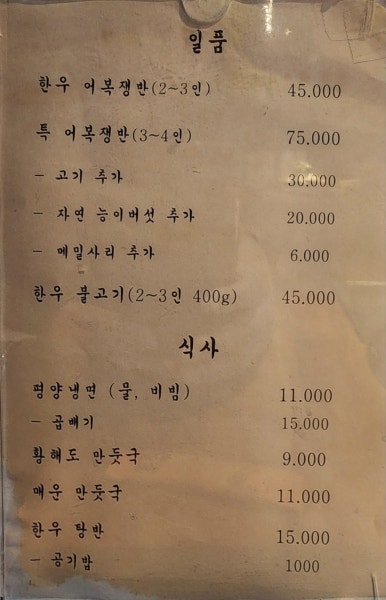 일품
한우 어복쟁반(2~3인) 45.000
특 어복쟁반(3~4인) 75.000
- 고기 추가 30.000
- 자연 능이버섯 추가 20.000
- 메밀사리 추가 6.000
한우 불고기(2~3인 400g) 45.000
식사
평양냉면 (물, 비빔) 11.000
- 곱배기 15.000
황해도 만둣국 9.000
매운 만둣국 11.000
한우 탕반 15.000
- 공기밥 1000